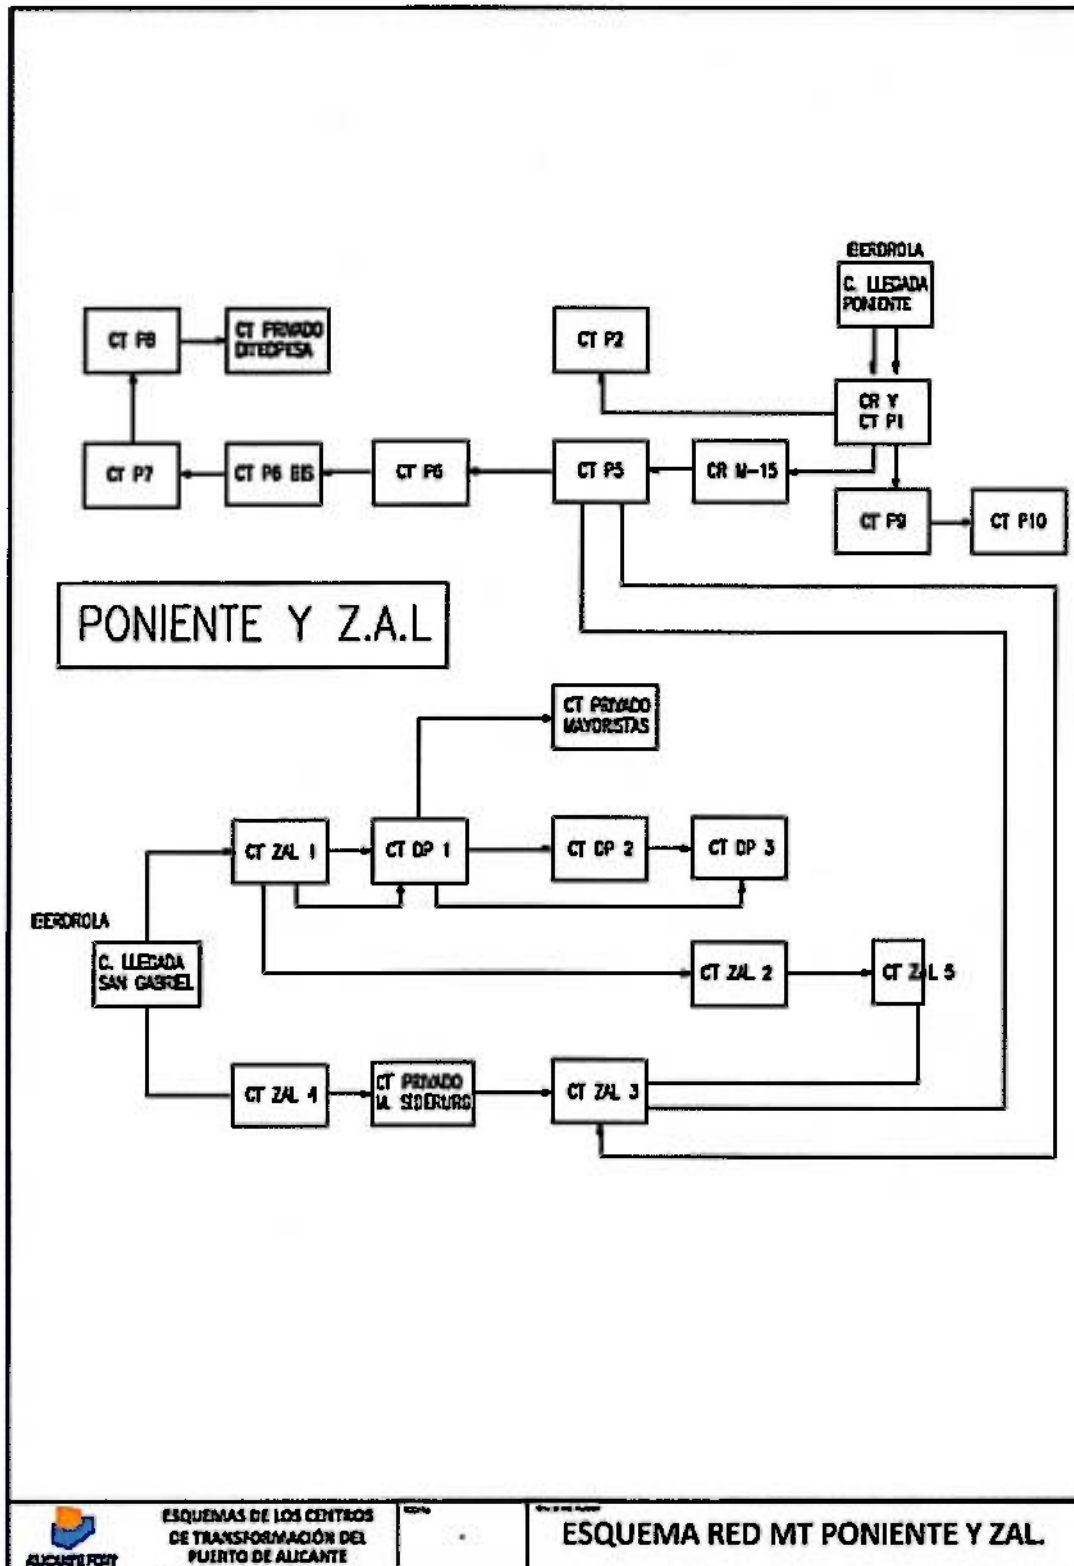 IBERDROLA
C. LLEGADA
PONIENTE
CT P8
CT PRIVADO
CT P2
CR Y
CT P1
CT P7
CT P6 BIS
CT P6
CT P5
CR M-15
CT P9
CT P10
PONIENTE Y Z.A.L
CT PRIVADO
MAYORISTAS
CT ZAL 1
CT DP 1
CT DP 2
CT DP 3
IBERDROLA
C. LLEGADA
SAN GABRIEL
CT ZAL 2
CT ZAL 5
CT ZAL 4
CT PRIVADO
M. SIDERURG
CT ZAL 3
ESQUEMAS DE LOS CENTROS
DE TRANSFORMACIÓN DEL
PUERTO DE ALICANTE
ESQUEMA RED MT PONIENTE Y ZAL.
ALICANTE PORT